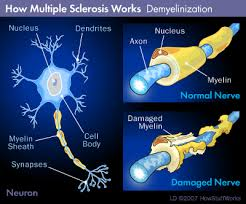 How Multiple Sclerosis Works Demyelinization
Nucleus
Dendrites
Myelin
Sheath
Cell
Body
Synapses
Neuron
Nucleus
Axon
Myelin
Normal Nerve
Damaged
Myelin
Damaged Nerve
©2007 HowStuffWorks